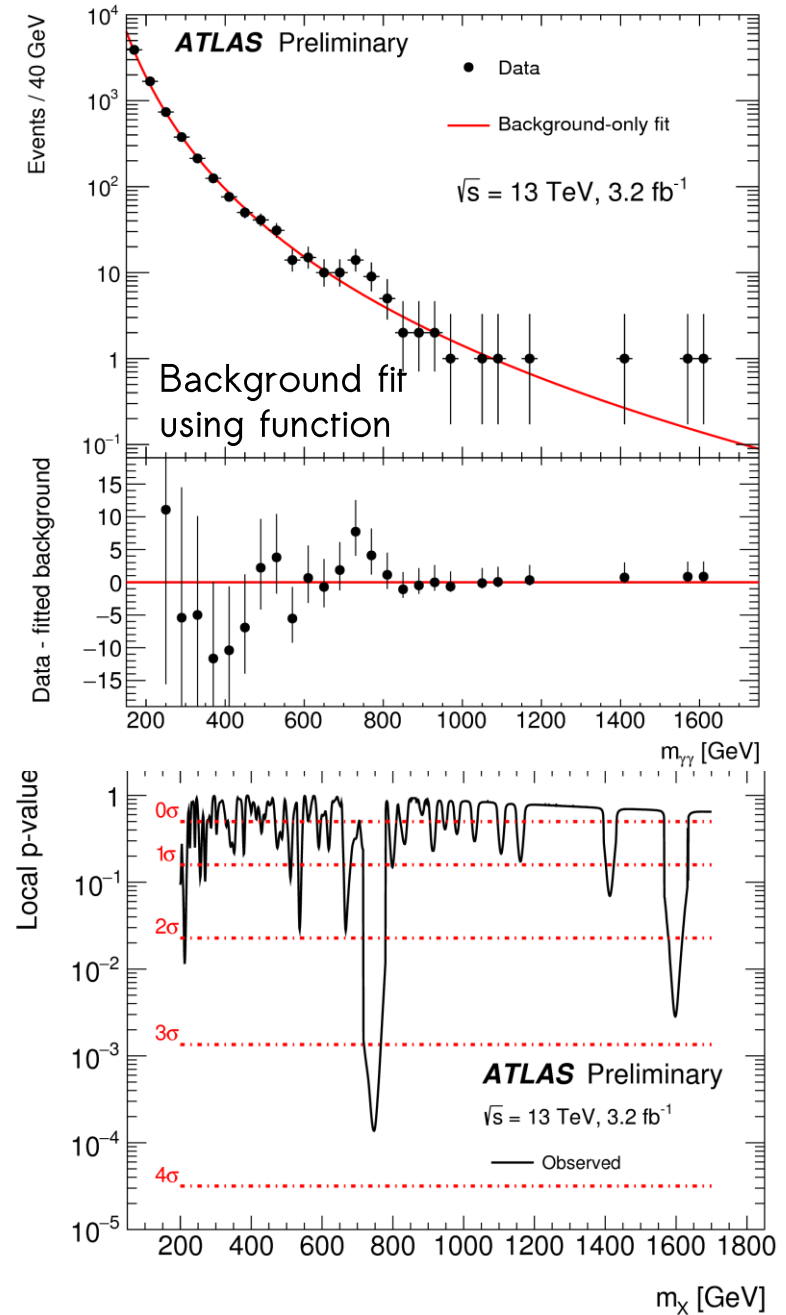 Events / 40 GeV
10⁴
10³
10²
10
1
10⁻¹
ATLAS Preliminary
Data
Background-only fit
√s = 13 TeV, 3.2 fb⁻¹
Background fit
using function
Data - fitted background
15
10
5
0
−5
−10
−15
200 400 600 800 1000 1200 1400 1600
mγγ [GeV]
Local p-value
1
10⁻¹
10⁻²
10⁻³
10⁻⁴
10⁻⁵
0σ
1σ
2σ
3σ
4σ
ATLAS Preliminary
√s = 13 TeV, 3.2 fb⁻¹
Observed
200 400 600 800 1000 1200 1400 1600 1800
mX [GeV]